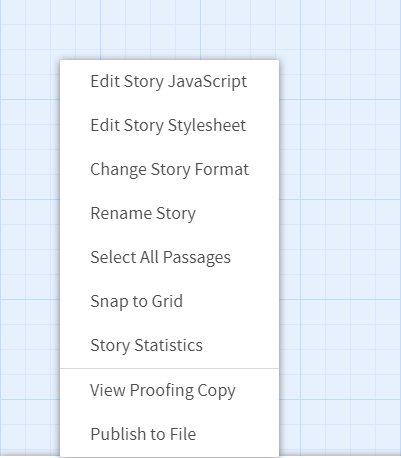 Edit Story JavaScript
Edit Story Stylesheet
Change Story Format
Rename Story
Select All Passages
Snap to Grid
Story Statistics
View Proofing Copy
Publish to File